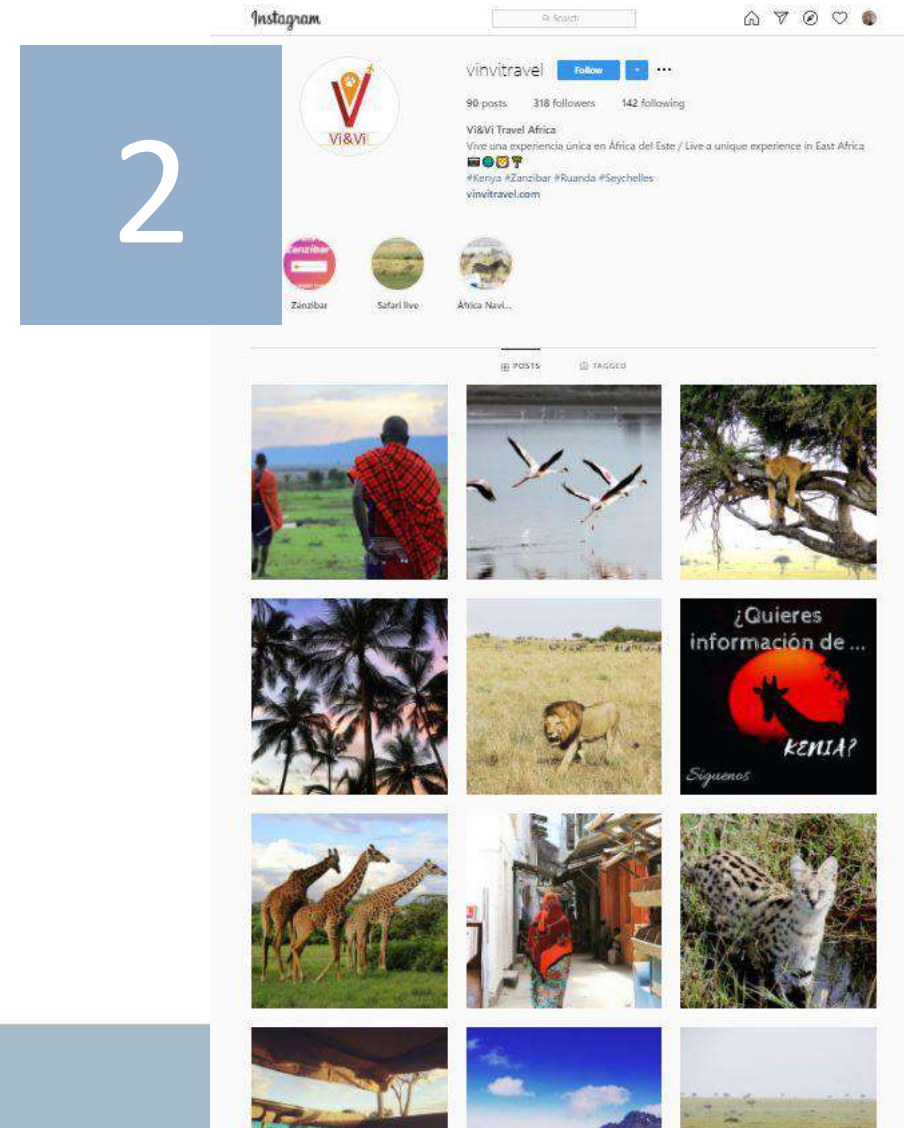 Instagram
Search
2
Vi&Vi
vinvitravel Follow
90 posts 318 followers 142 following
Vi&Vi Travel Africa
Vive una experiencia única en África del Este / Live a unique experience in East Africa
#Kenya #Zanzibar #Ruanda #Seychelles
vinvitravel.com
Zanzibar
Zanzibar Safari live África Navi...
POSTS TAGGED
¿Quieres
información de ...
KENIA?
Síguenos